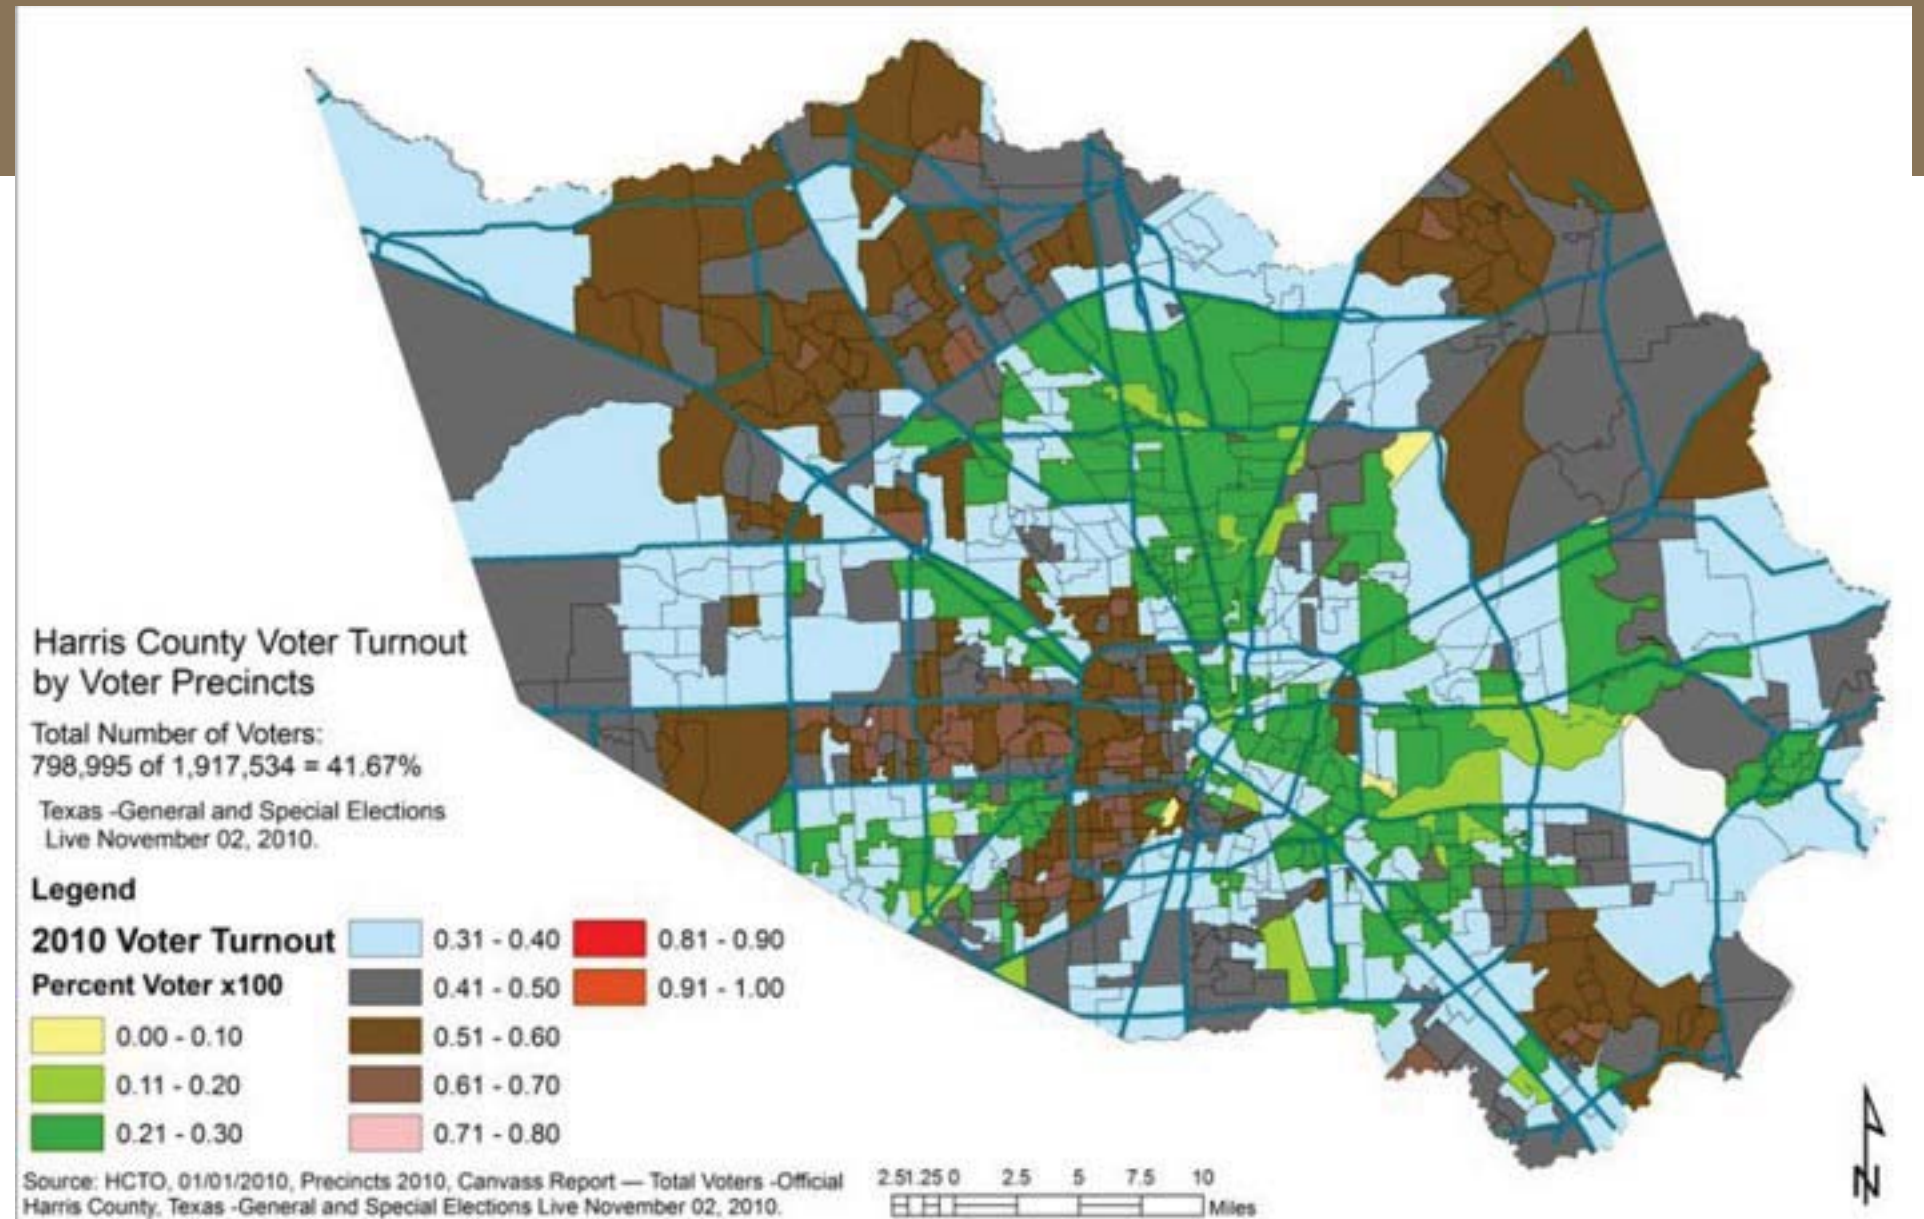 Harris County Voter Turnout
by Voter Precincts
Total Number of Voters:
798,995 of 1,917,534 = 41.67%
Texas -General and Special Elections
Live November 02, 2010.
Legend
2010 Voter Turnout
Percent Voter x100
0.00 - 0.10
0.11 - 0.20
0.21 - 0.30
0.31 - 0.40
0.41 - 0.50
0.51 - 0.60
0.61 - 0.70
0.71 - 0.80
0.81 - 0.90
0.91 - 1.00
Source: HCTO, 01/01/2010, Precincts 2010, Canvass Report — Total Voters -Official
Harris County, Texas -General and Special Elections Live November 02, 2010.
2.51.25 0 2.5 5 7.5 10
Miles
N